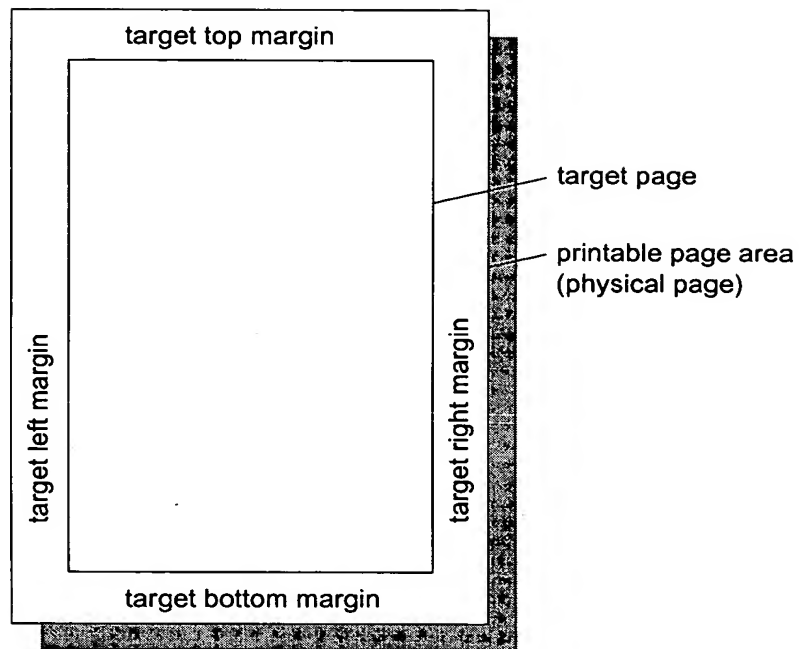 target top margin
target page
printable page area
(physical page)
target left margin
target right margin
target bottom margin